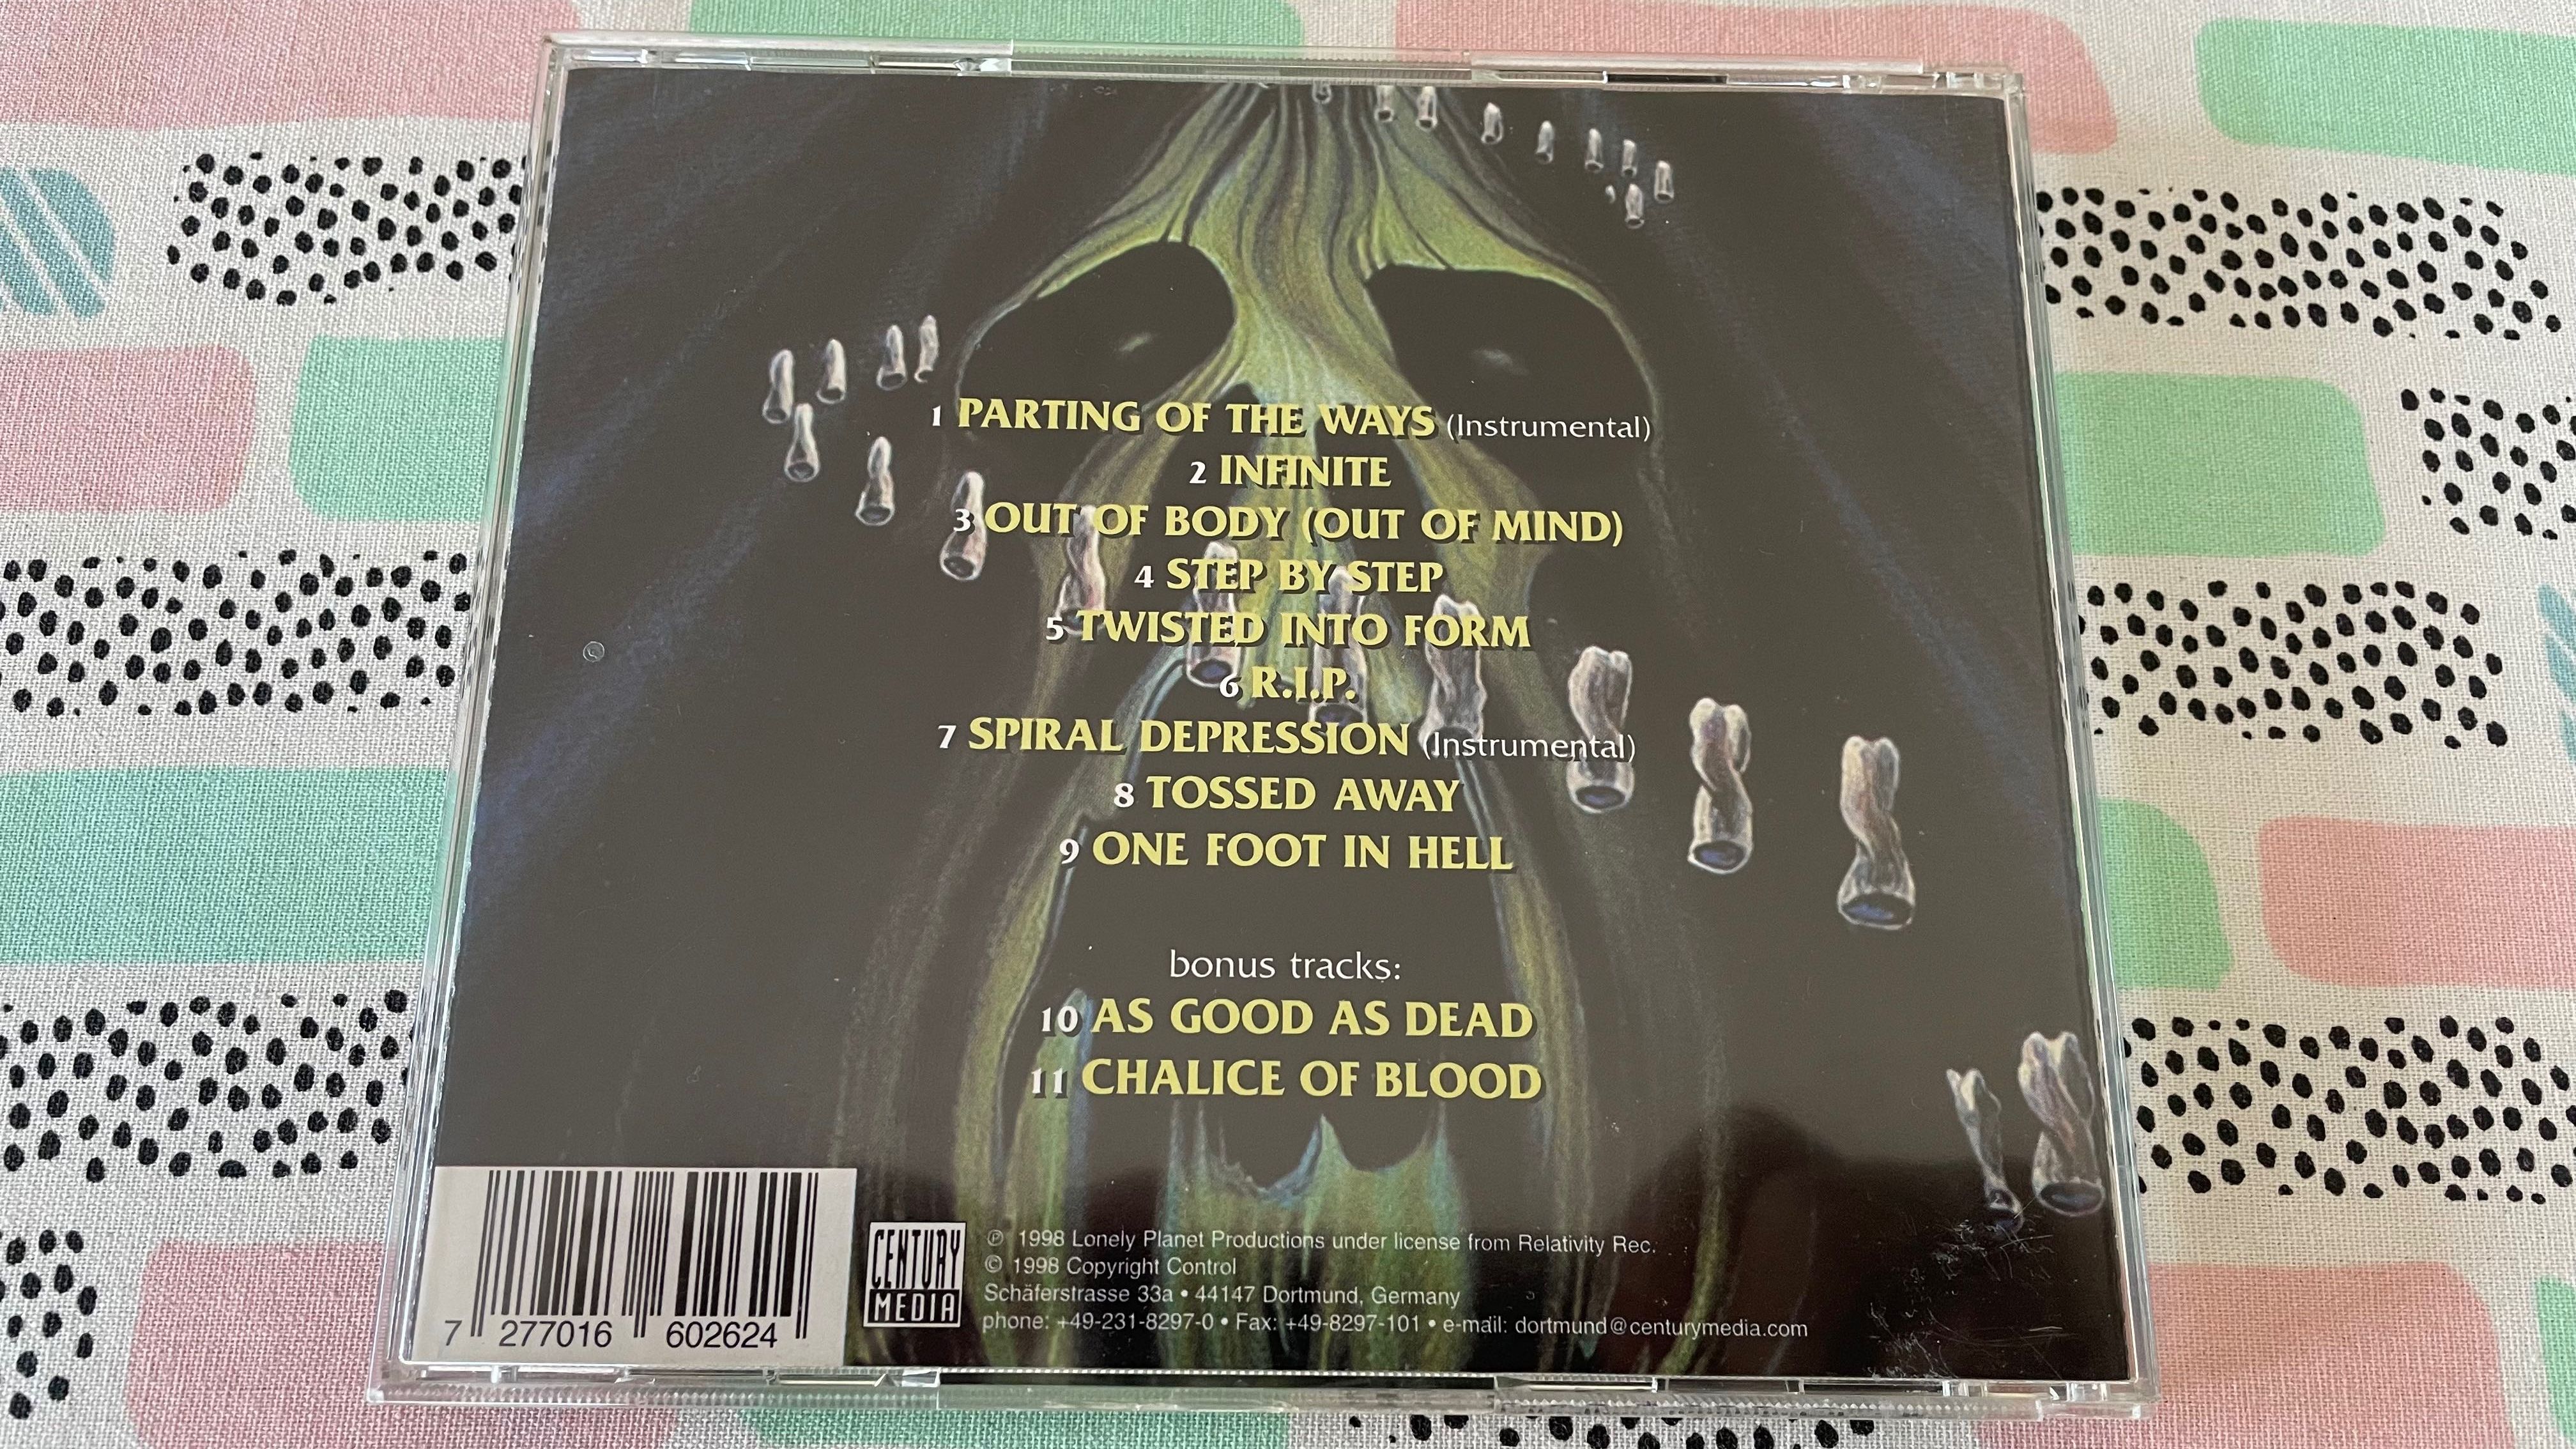 1 PARTING OF THE WAYS (Instrumental)
2 INFINITE
3 OUT OF BODY (OUT OF MIND)
4 STEP BY STEP
5 TWISTED INTO FORM
6 R.I.P.
7 SPIRAL DEPRESSION (Instrumental)
8 TOSSED AWAY
9 ONE FOOT IN HELL
bonus tracks:
10 AS GOOD AS DEAD
11 CHALICE OF BLOOD
7 277016 602624
CENTURY
MEDIA
℗ 1998 Lonely Planet Productions under license from Relativity Rec.
© 1998 Copyright Control
Schäferstrasse 33a • 44147 Dortmund, Germany
phone: +49-231-8297-0 • Fax: +49-8297-101 • e-mail: dortmund@centurymedia.com